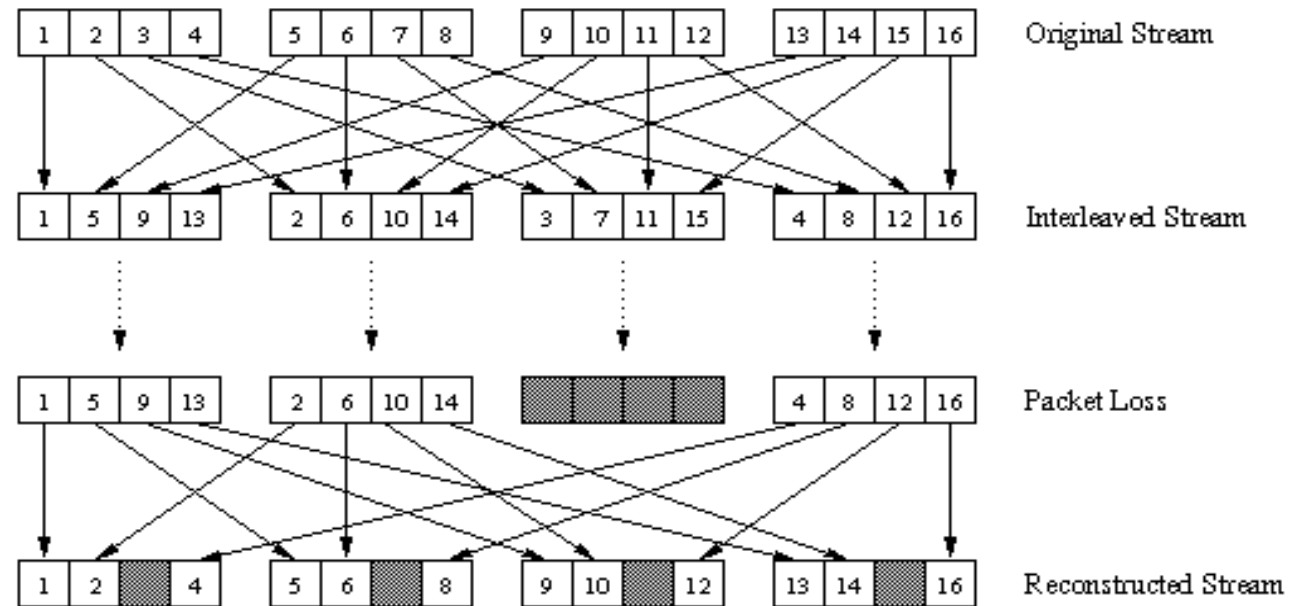 1 2 3 4 5 6 7 8 9 10 11 12 13 14 15 16 Original Stream
1 5 9 13 2 6 10 14 3 7 11 15 4 8 12 16 Interleaved Stream
1 5 9 13 2 6 10 14 4 8 12 16 Packet Loss
1 2 4 5 6 8 9 10 12 13 14 16 Reconstructed Stream